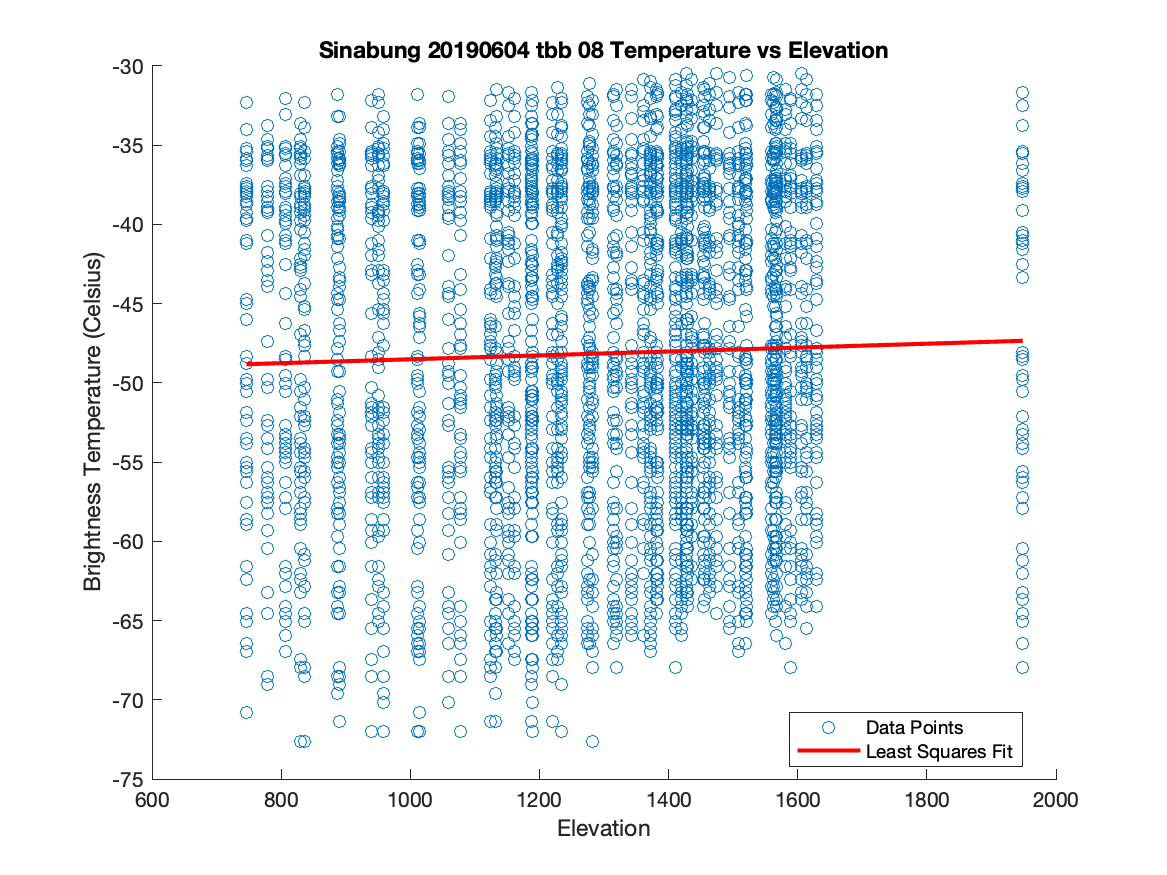 Sinabung 20190604 tbb 08 Temperature vs Elevation
Brightness Temperature (Celsius)
-30
-35
-40
-45
-50
-55
-60
-65
-70
-75
Data Points
Least Squares Fit
600 800 1000 1200 1400 1600 1800 2000
Elevation